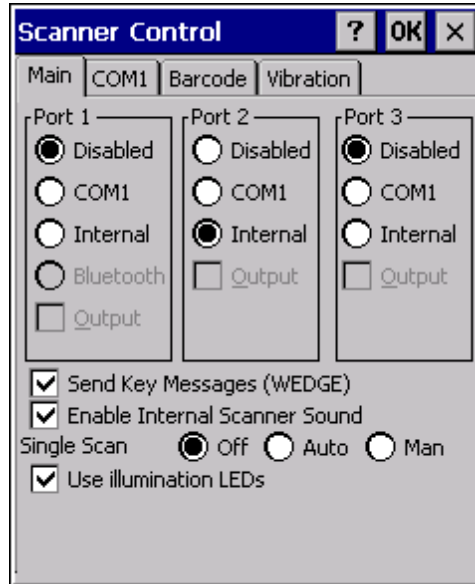 Scanner Control ? OK ×
Main COM1 Barcode Vibration
Port 1 Port 2 Port 3
Disabled Disabled Disabled
COM1 COM1 COM1
Internal Internal Internal
Bluetooth Output Output
Output
Send Key Messages (WEDGE)
Enable Internal Scanner Sound
Single Scan Off Auto Man
Use illumination LEDs